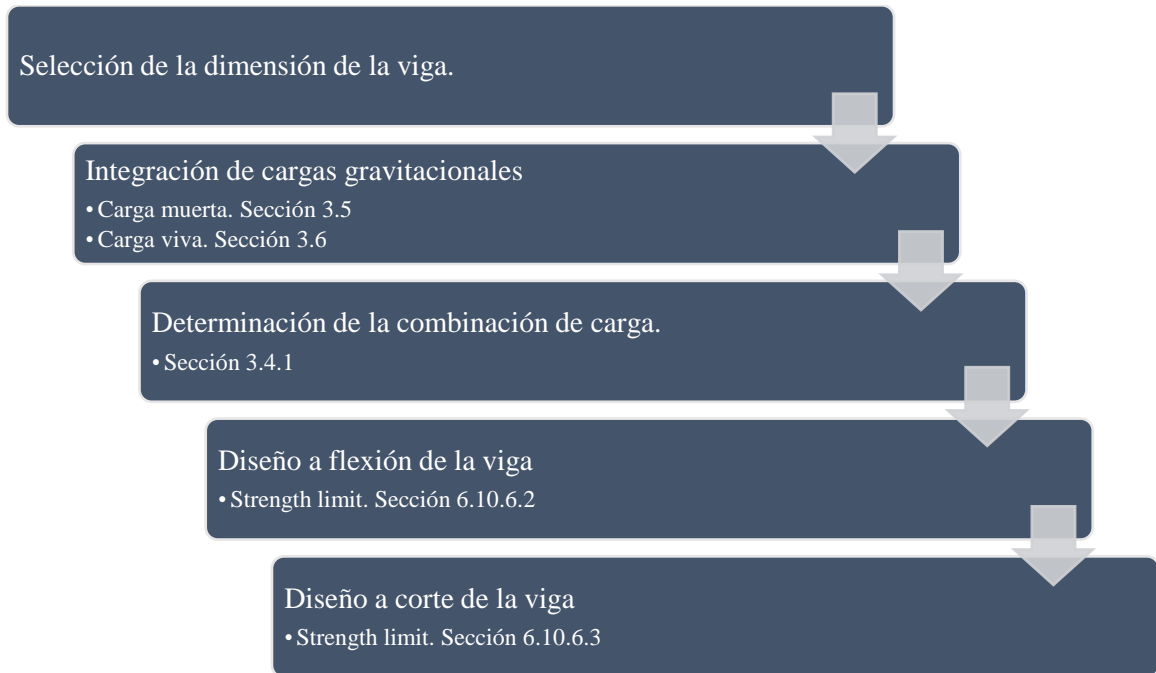 Selección de la dimensión de la viga.
Integración de cargas gravitacionales
• Carga muerta. Sección 3.5
• Carga viva. Sección 3.6
Determinación de la combinación de carga.
• Sección 3.4.1
Diseño a flexión de la viga
• Strength limit. Sección 6.10.6.2
Diseño a corte de la viga
• Strength limit. Sección 6.10.6.3